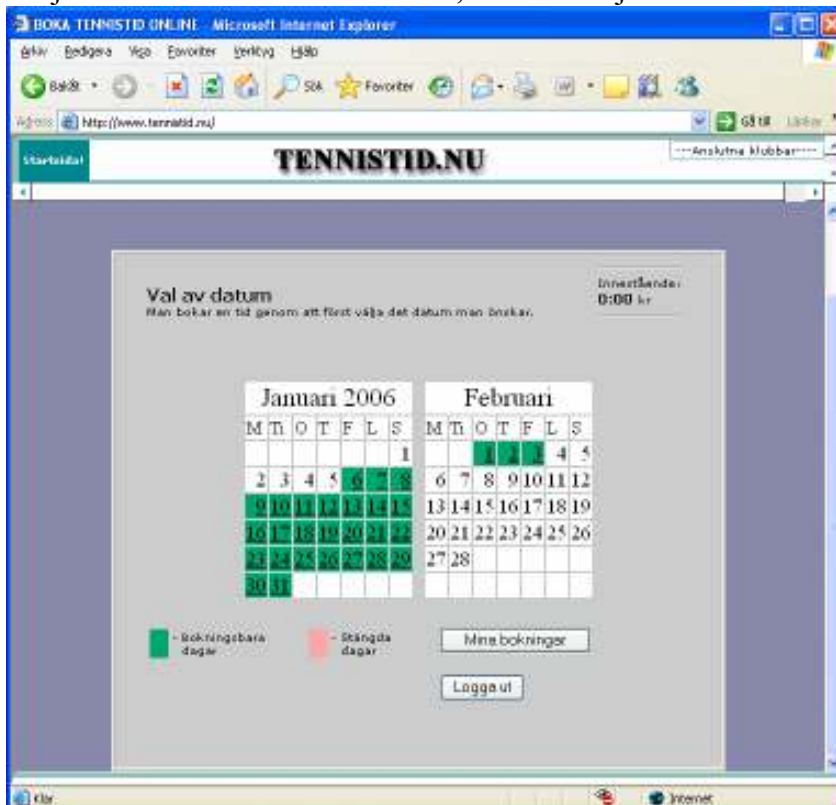 BOKA TENNISTID ONLINE - Microsoft Internet Explorer
Arkiv Redigera Visa Favoriter Verktyg Hjälp
Bakåt Sök Favoriter
Adress http://www.tennistid.nu/ Gå till Länkar
Startsida! TENNISTID.NU ---Anslutna klubbar----
Val av datum
Man bokar en tid genom att först välja det datum man önskar.
Innestående:
0:00 kr
Januari 2006
M Ti O T F L S
1
2 3 4 5 6 7 8
9 10 11 12 13 14 15
16 17 18 19 20 21 22
23 24 25 26 27 28 29
30 31
Februari
M Ti O T F L S
1 2 3 4 5
6 7 8 9 10 11 12
13 14 15 16 17 18 19
20 21 22 23 24 25 26
27 28
- Bokningsbara
dagar
- Stängda
dagar
Mina bokningar
Logga ut
Klar Internet